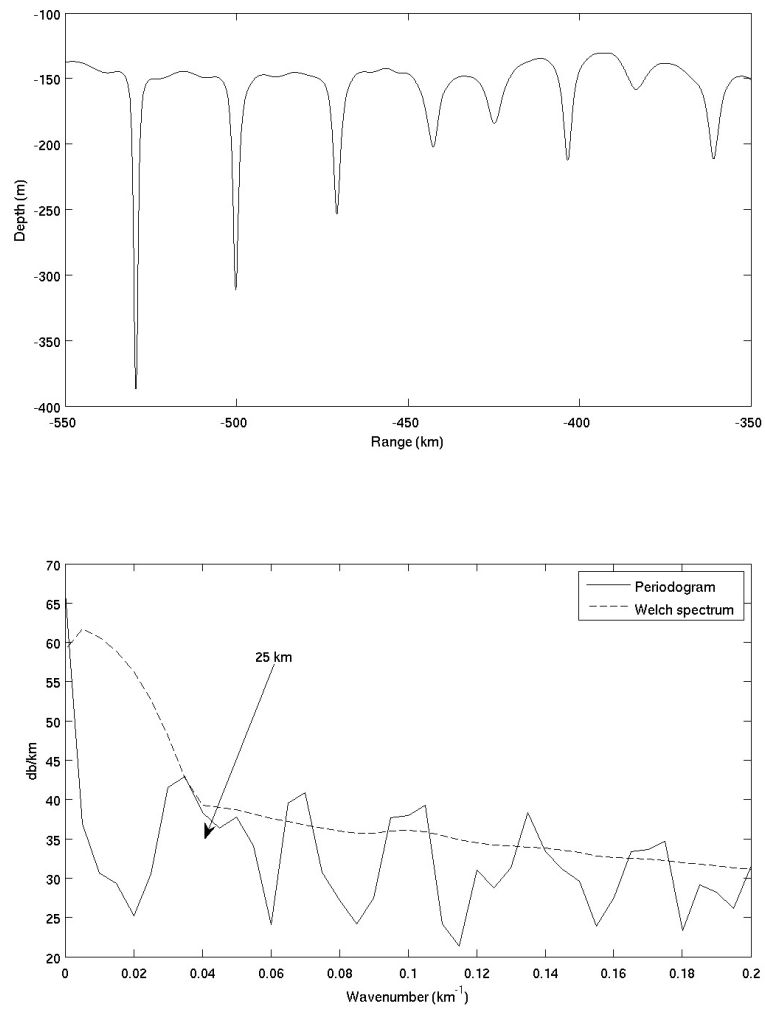 -100
-150
-200
-250
-300
-350
-400
Depth (m)
-550 -500 -450 -400 -350
Range (km)
70
65
60
55
50
45
40
35
30
25
20
db/km
Periodogram
Welch spectrum
25 km
0 0.02 0.04 0.06 0.08 0.1 0.12 0.14 0.16 0.18 0.2
Wavenumber (km-1)